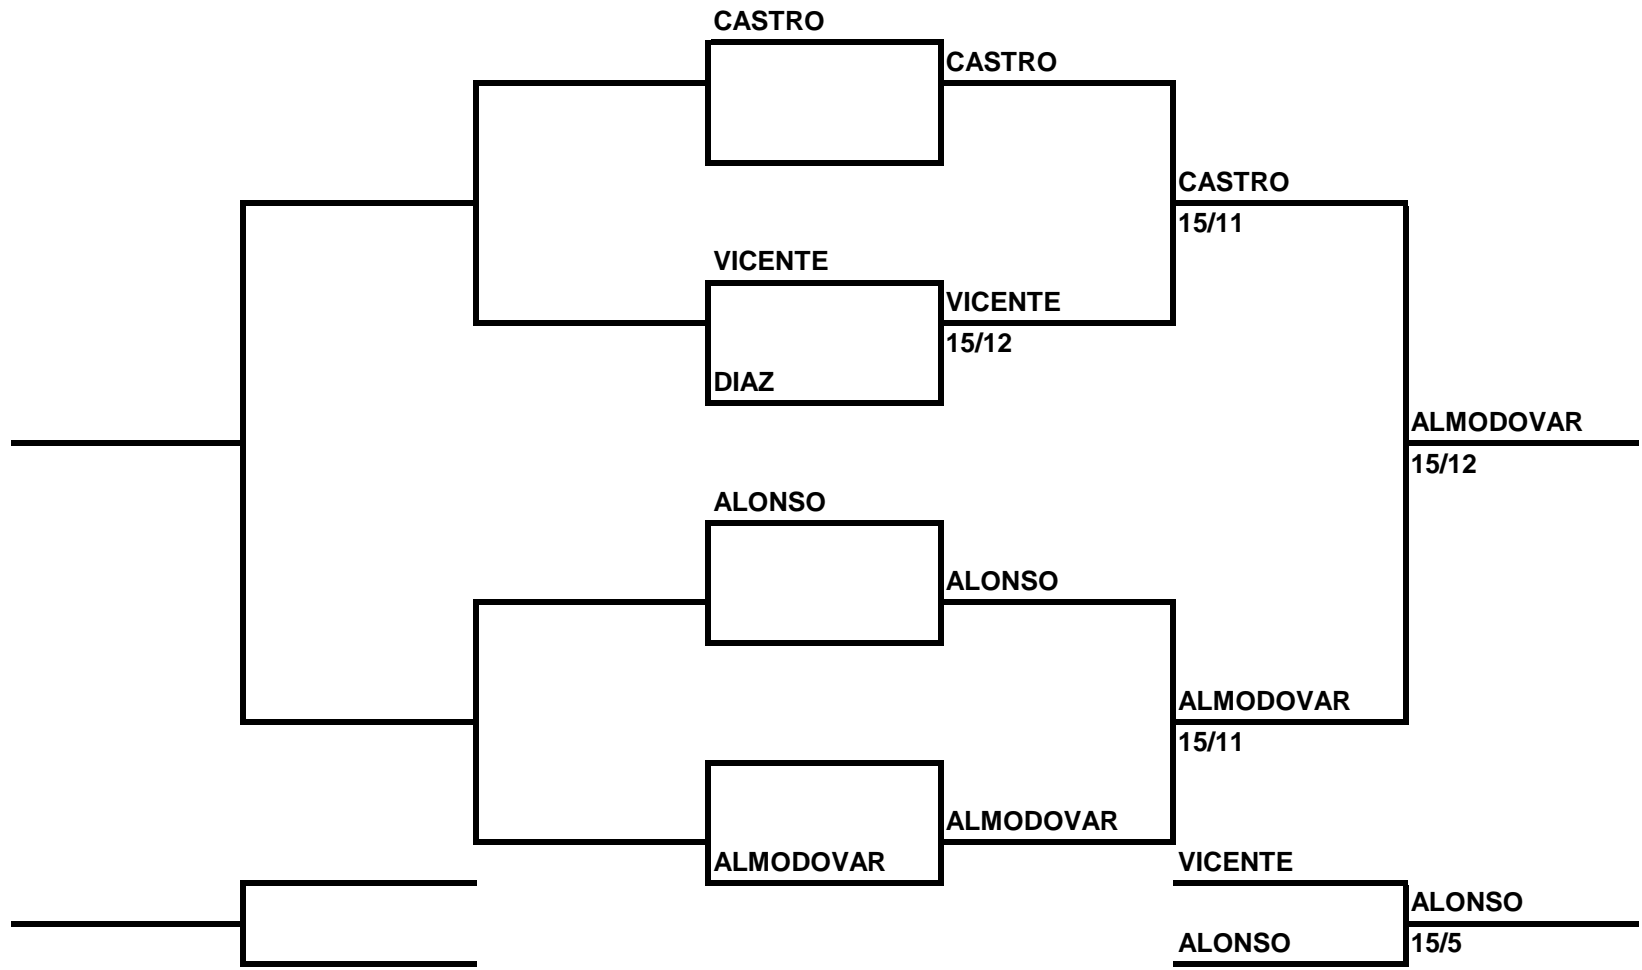 CASTRO
CASTRO
CASTRO
15/11
VICENTE
VICENTE
15/12
DIAZ
ALMODOVAR
15/12
ALONSO
ALONSO
ALMODOVAR
15/11
ALMODOVAR
ALMODOVAR
VICENTE
ALONSO
ALONSO
15/5